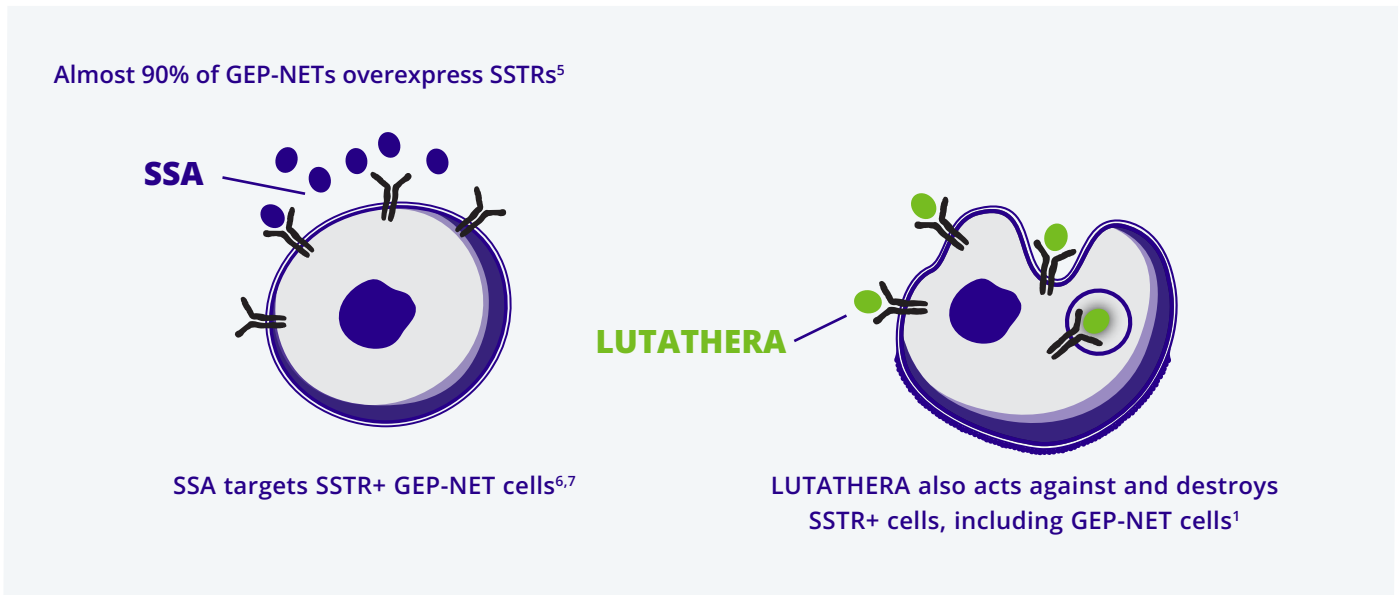 Almost 90% of GEP-NETs overexpress SSTRs⁵
SSA
LUTATHERA
SSA targets SSTR+ GEP-NET cells⁶,⁷
LUTATHERA also acts against and destroys
SSTR+ cells, including GEP-NET cells¹